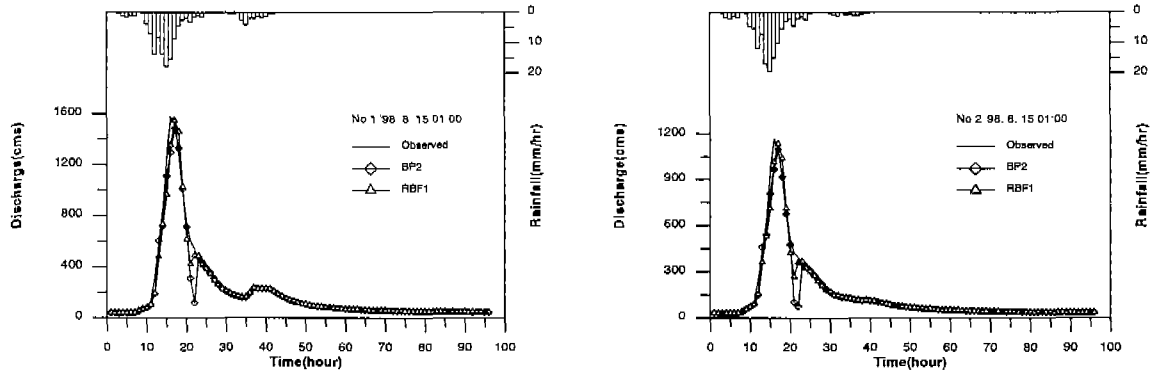 0
10
20
Rainfall(mm/hr)
1600
1200
800
400
0
Discharge(cms)
No 1 '98 8 15 01 00
Observed
BP2
RBF1
0 10 20 30 40 50 60 70 80 90 100
Time(hour)
0
10
20
Rainfall(mm/hr)
1200
900
600
300
0
Discharge(cms)
No 2 98. 8. 15 01:00
Observed
BP2
RBF1
0 10 20 30 40 50 60 70 80 90 100
Time(hour)